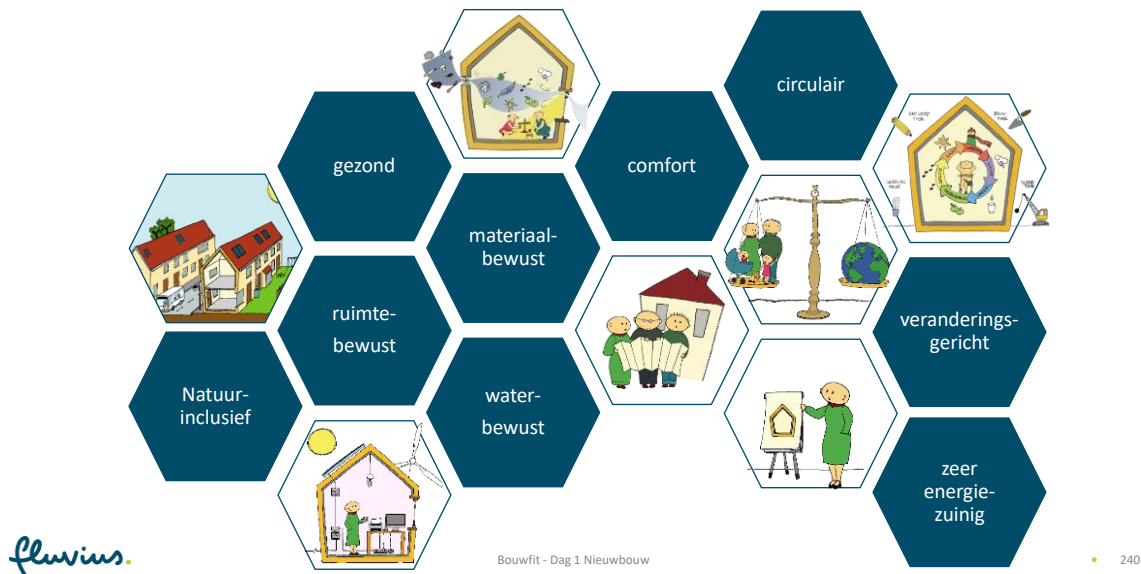 circulair
gezond
comfort
materiaal-
bewust
ruimte-
bewust
veranderings-
gericht
Natuur-
inclusief
water-
bewust
zeer
energie-
zuinig
fluvius.
Bouwfit - Dag 1 Nieuwbouw
• 240